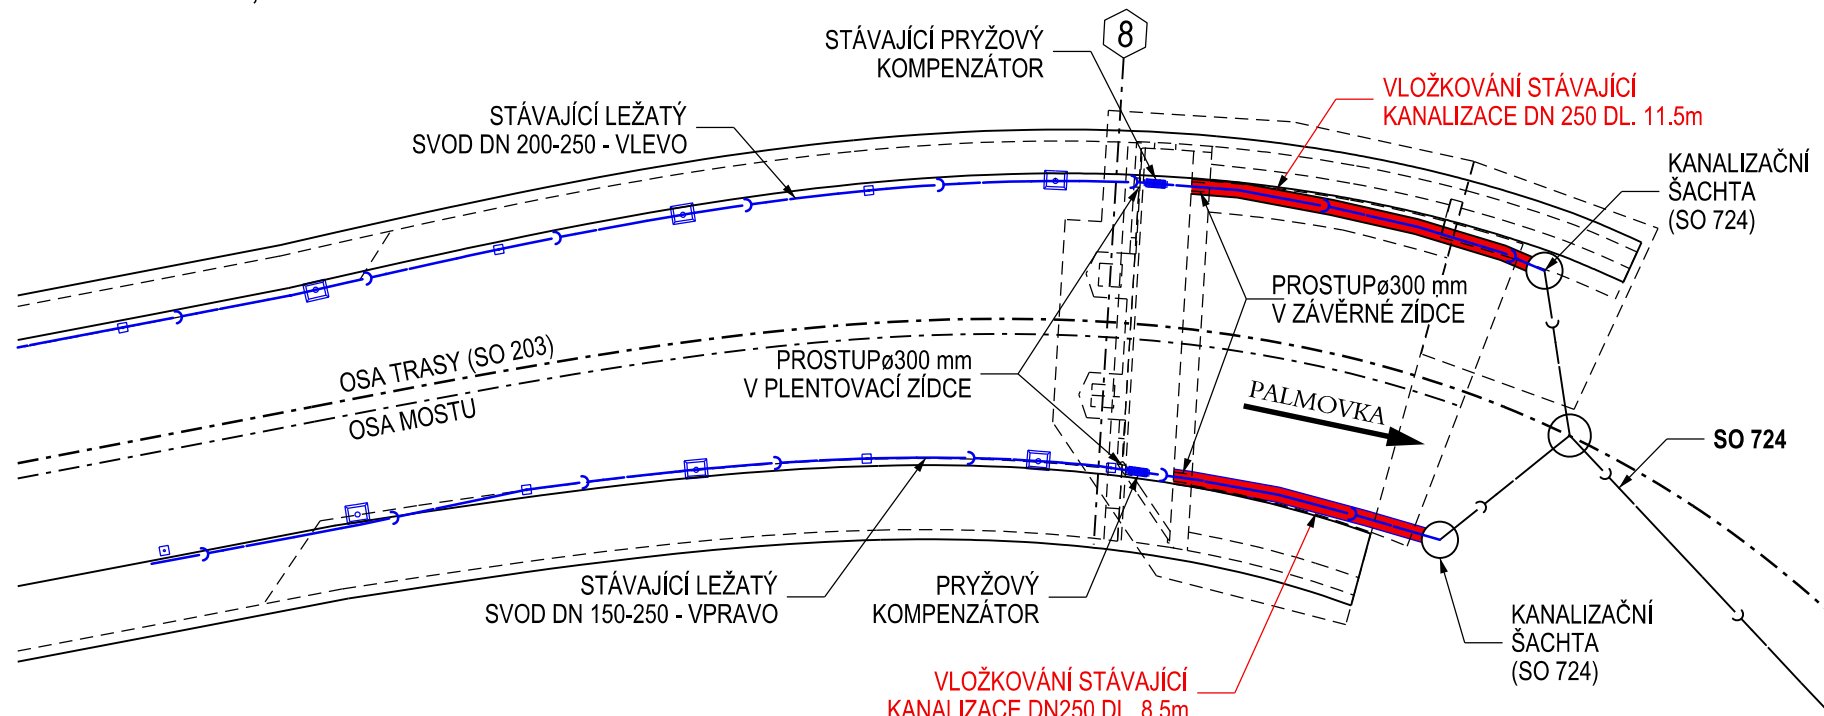 8
STÁVAJÍCÍ PRYŽOVÝ
KOMPENZÁTOR
VLOŽKOVÁNÍ STÁVAJÍCÍ
KANALIZACE DN 250 DL. 11.5m
STÁVAJÍCÍ LEŽATÝ
SVOD DN 200-250 - VLEVO
KANALIZAČNÍ
ŠACHTA
(SO 724)
PROSTUPø300 mm
V ZÁVĚRNÉ ZÍDCE
OSA TRASY (SO 203)
OSA MOSTU
PROSTUPø300 mm
V PLENTOVACÍ ZÍDCE
PALMOVKA
SO 724
STÁVAJÍCÍ LEŽATÝ
SVOD DN 150-250 - VPRAVO
PRYŽOVÝ
KOMPENZÁTOR
KANALIZAČNÍ
ŠACHTA
(SO 724)
VLOŽKOVÁNÍ STÁVAJÍCÍ
KANALIZACE DN250 DL. 8.5m